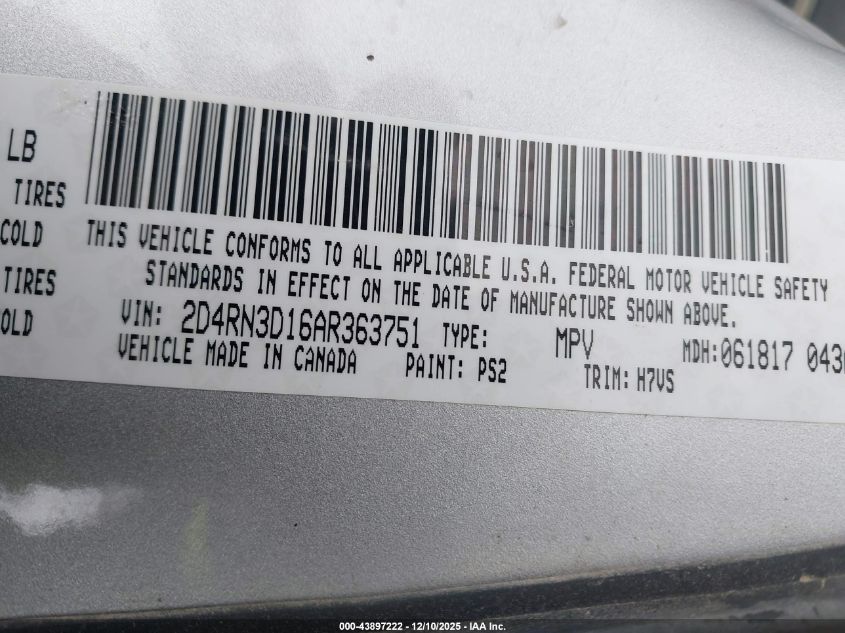 LB
TIRES
COLD
TIRES
OLD
THIS VEHICLE CONFORMS TO ALL APPLICABLE U.S.A. FEDERAL MOTOR VEHICLE SAFETY
STANDARDS IN EFFECT ON THE DATE OF MANUFACTURE SHOWN ABOVE.
VIN: 2D4RN3D16AR363751 TYPE: MPV MDH:061817 043
VEHICLE MADE IN CANADA PAINT: PS2 TRIM: H7VS
000-43897222 - 12/10/2025 - IAA Inc.